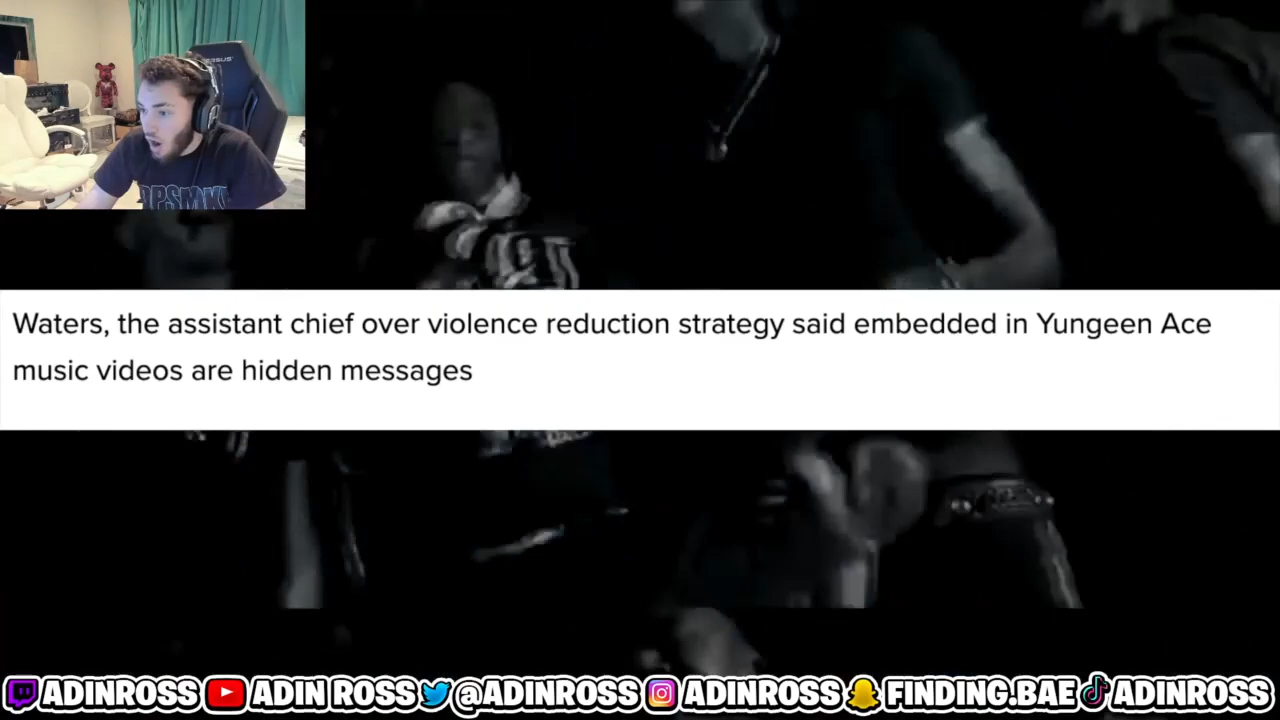 Waters, the assistant chief over violence reduction strategy said embedded in Yungeen Ace
music videos are hidden messages
ADINROSS ADIN ROSS @ADINROSS ADINROSS FINDING.BAE ADINROSS